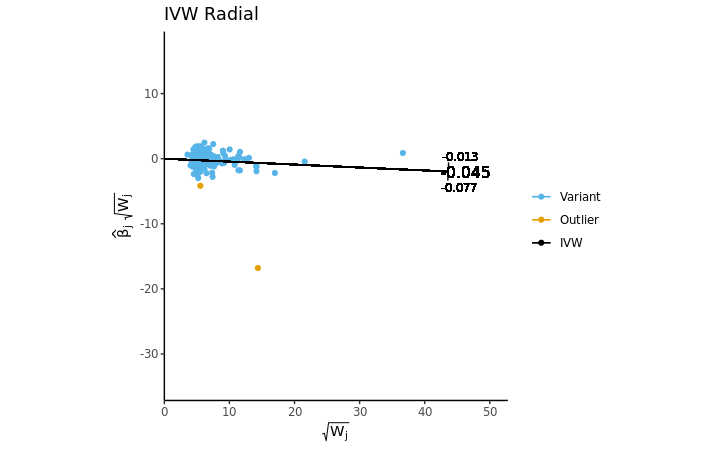 IVW Radial
10
0
-10
-20
-30
0 10 20 30 40 50
β̂j √Wj
√Wj
-0.013
-0.045
-0.077
Variant
Outlier
IVW